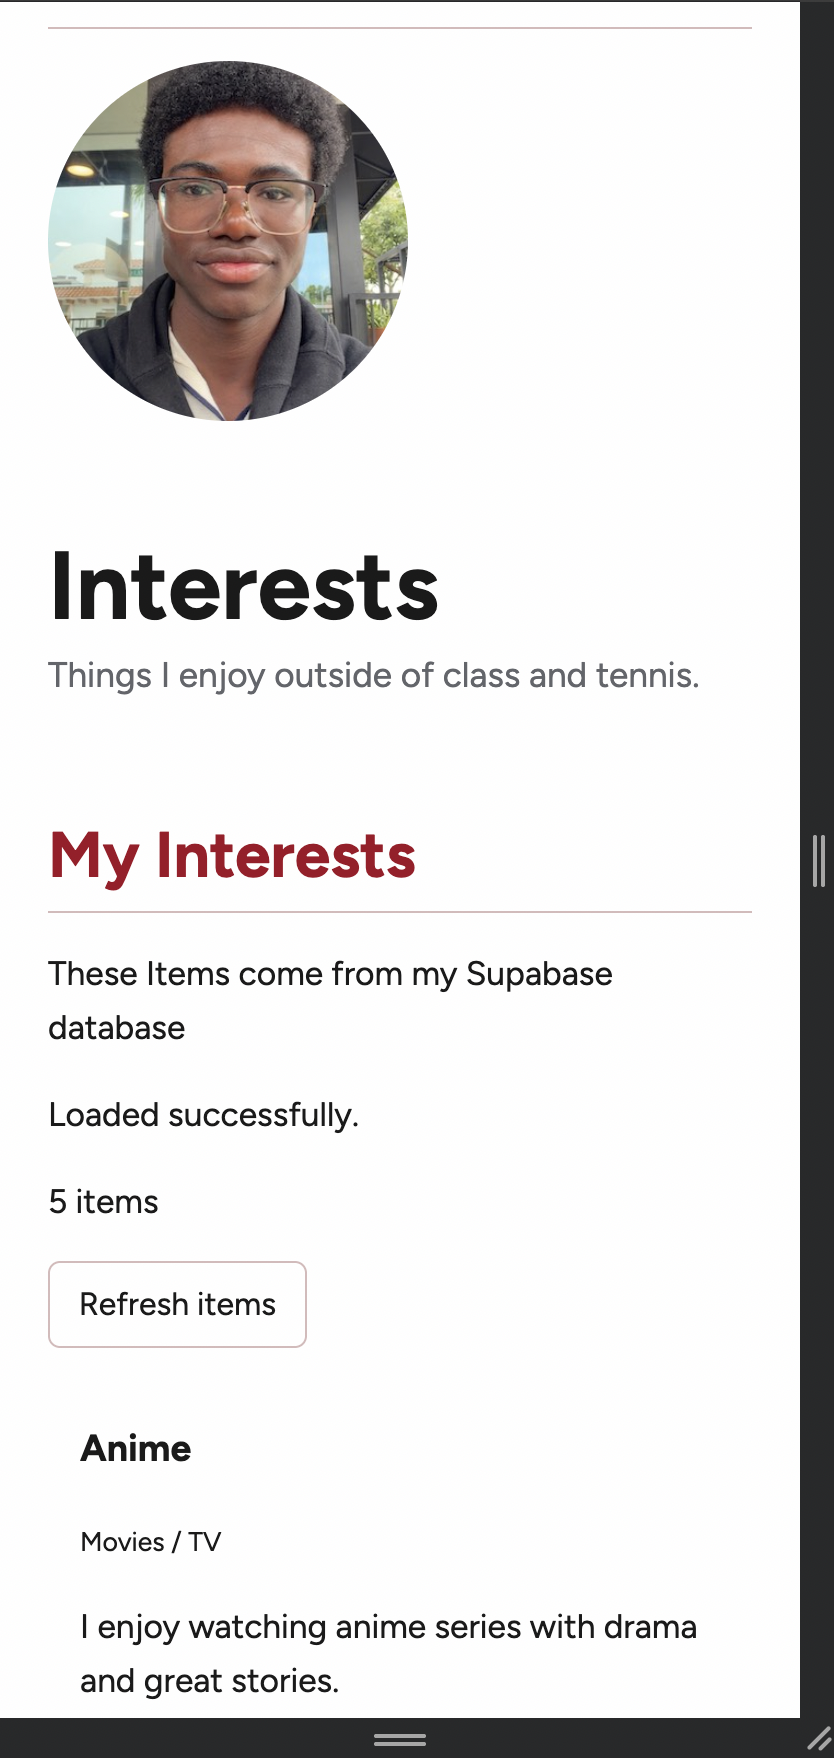 Interests
Things I enjoy outside of class and tennis.
My Interests
These Items come from my Supabase
database
Loaded successfully.
5 items
Refresh items
Anime
Movies / TV
I enjoy watching anime series with drama
and great stories.